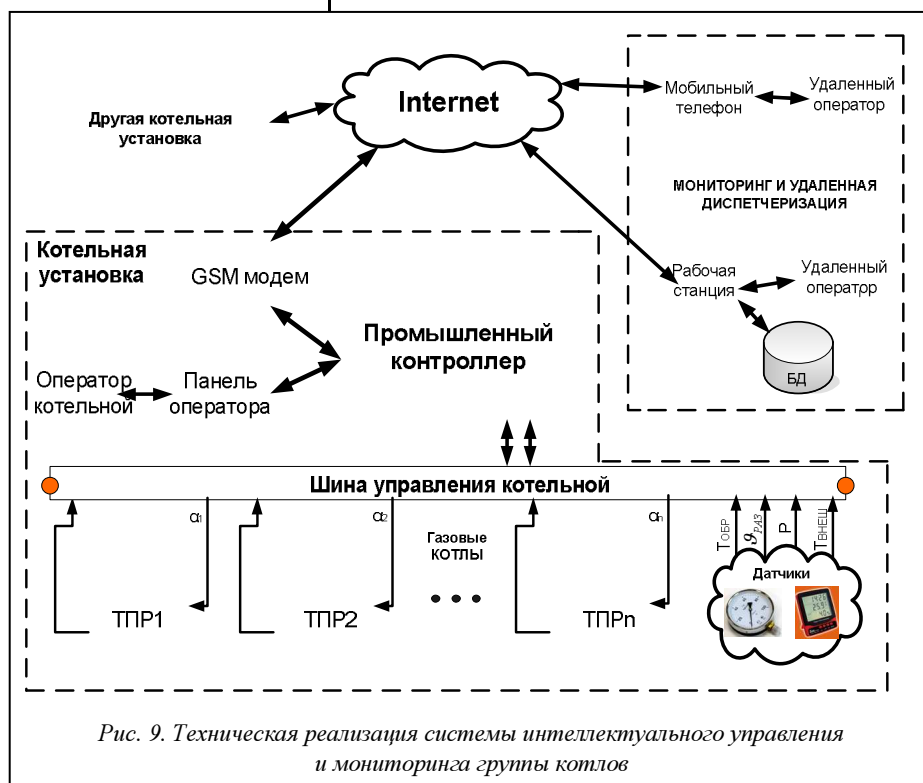 Internet
Мобильный
телефон
Удаленный
оператор
Другая котельная
установка
МОНИТОРИНГ И УДАЛЕННАЯ
ДИСПЕТЧЕРИЗАЦИЯ
Котельная
установка
GSM модем
Рабочая
станция
Удаленный
оператор
Промышленный
контроллер
Оператор
котельной
Панель
оператора
БД
Шина управления котельной
α1
α2
αn
Газовые
КОТЛЫ
TОБР
ϑРАЗ
P
TВНЕШ
Датчики
ТПР1
ТПР2
ТПРn
Рис. 9. Техническая реализация системы интеллектуального управления
и мониторинга группы котлов